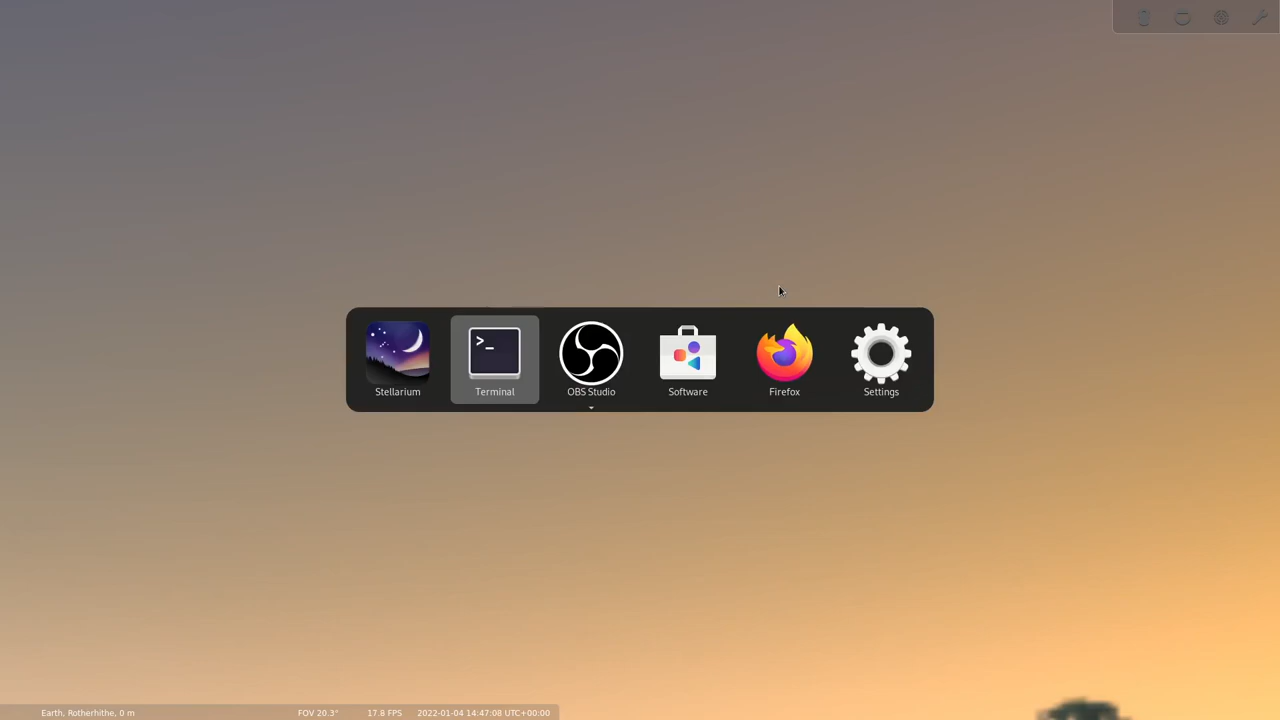 >_
Stellarium Terminal OBS Studio Software Firefox Settings
Earth, Rotherhithe, 0 m FOV 20.3° 17.8 FPS 2022-01-04 14:47:08 UTC+00:00